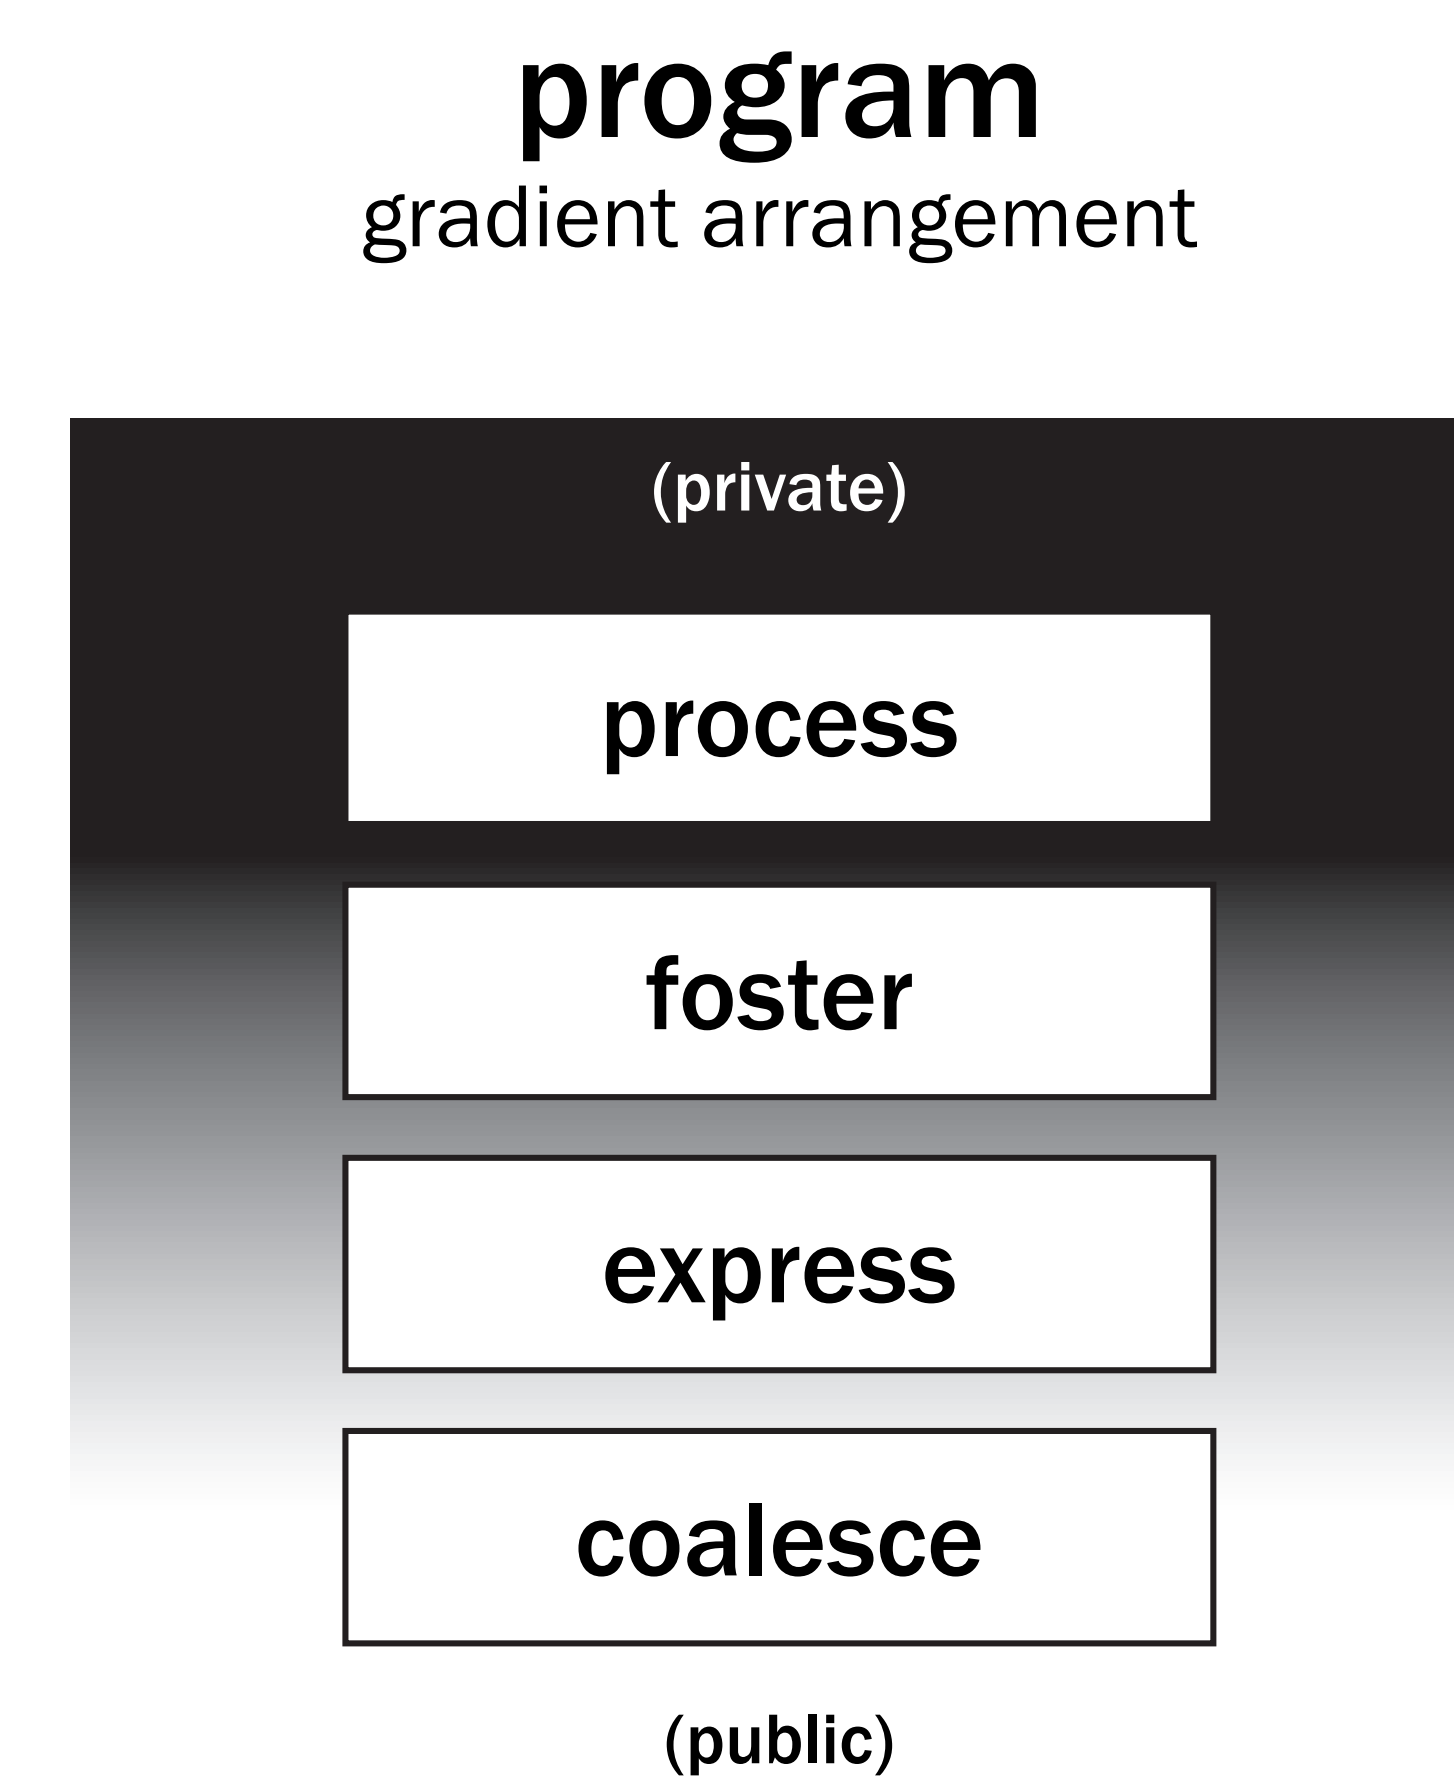 program
gradient arrangement
(private)
process
foster
express
coalesce
(public)